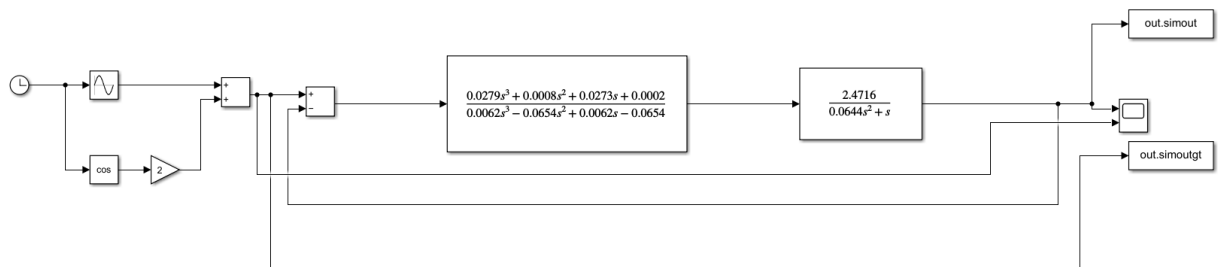 out.simout
+
+
+
−
0.0279s³ + 0.0008s² + 0.0273s + 0.0002
0.0062s³ − 0.0654s² + 0.0062s − 0.0654
2.4716
0.0644s² + s
out.simoutgt
cos
2